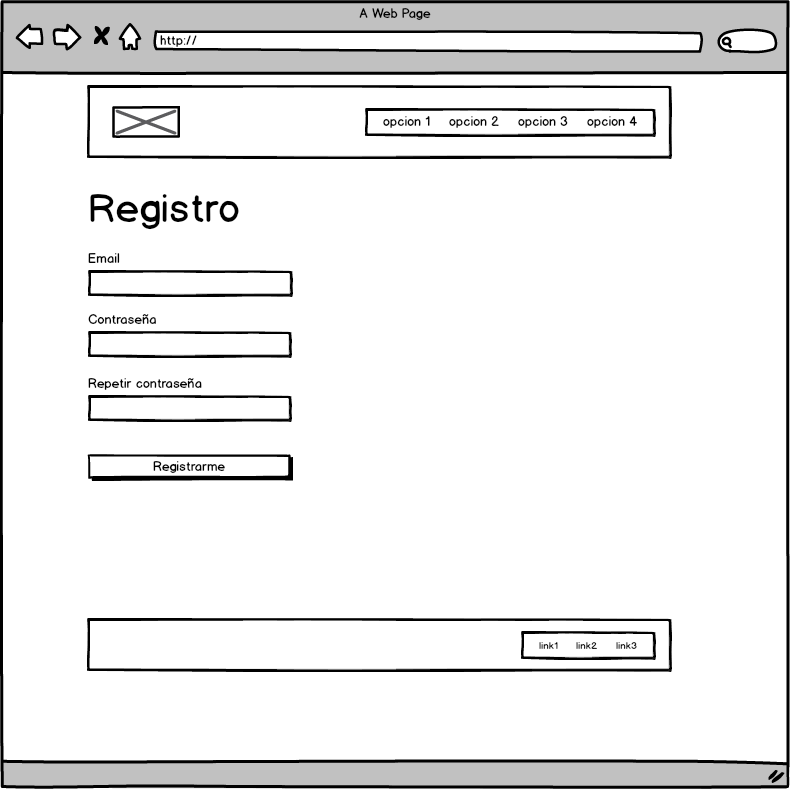 A Web Page
http://
opcion 1 opcion 2 opcion 3 opcion 4
Registro
Email
Contraseña
Repetir contraseña
Registrarme
link1 link2 link3